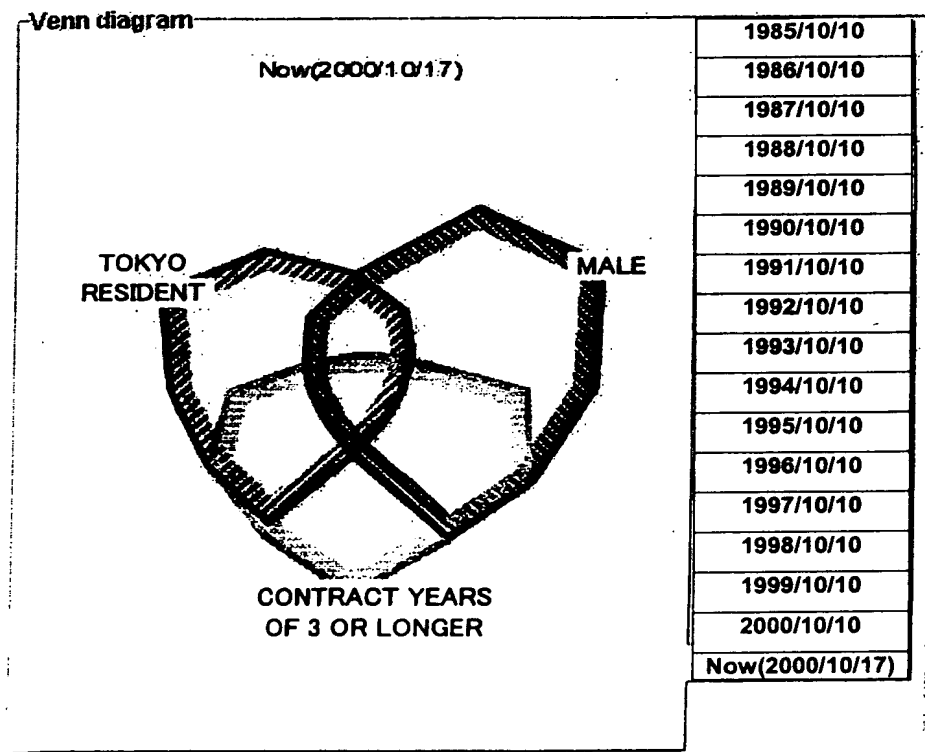 Venn diagram
Now(2000/10/17)
TOKYO
RESIDENT
MALE
CONTRACT YEARS
OF 3 OR LONGER
1985/10/10
1986/10/10
1987/10/10
1988/10/10
1989/10/10
1990/10/10
1991/10/10
1992/10/10
1993/10/10
1994/10/10
1995/10/10
1996/10/10
1997/10/10
1998/10/10
1999/10/10
2000/10/10
Now(2000/10/17)